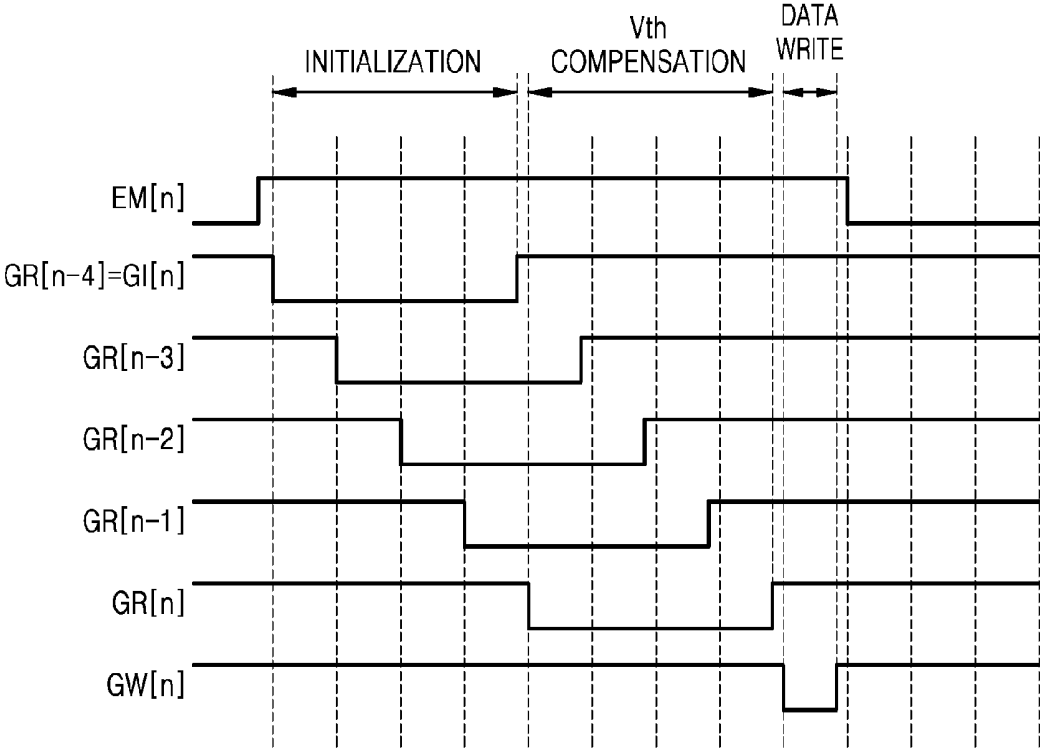 INITIALIZATION
Vth
COMPENSATION
DATA
WRITE
EM[n]
GR[n-4]=GI[n]
GR[n-3]
GR[n-2]
GR[n-1]
GR[n]
GW[n]